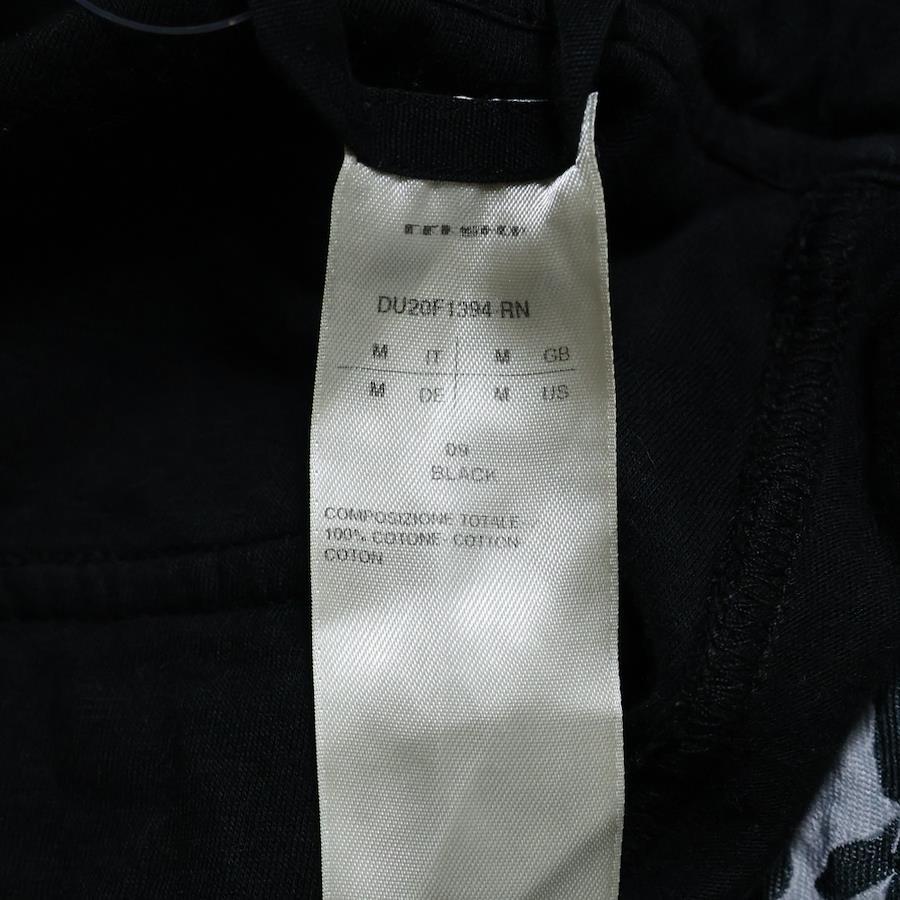 DU20F1394-RN
M IT M GB
M DE M US
09
BLACK
COMPOSIZIONE TOTALE
100% COTONE COTTON
COTON